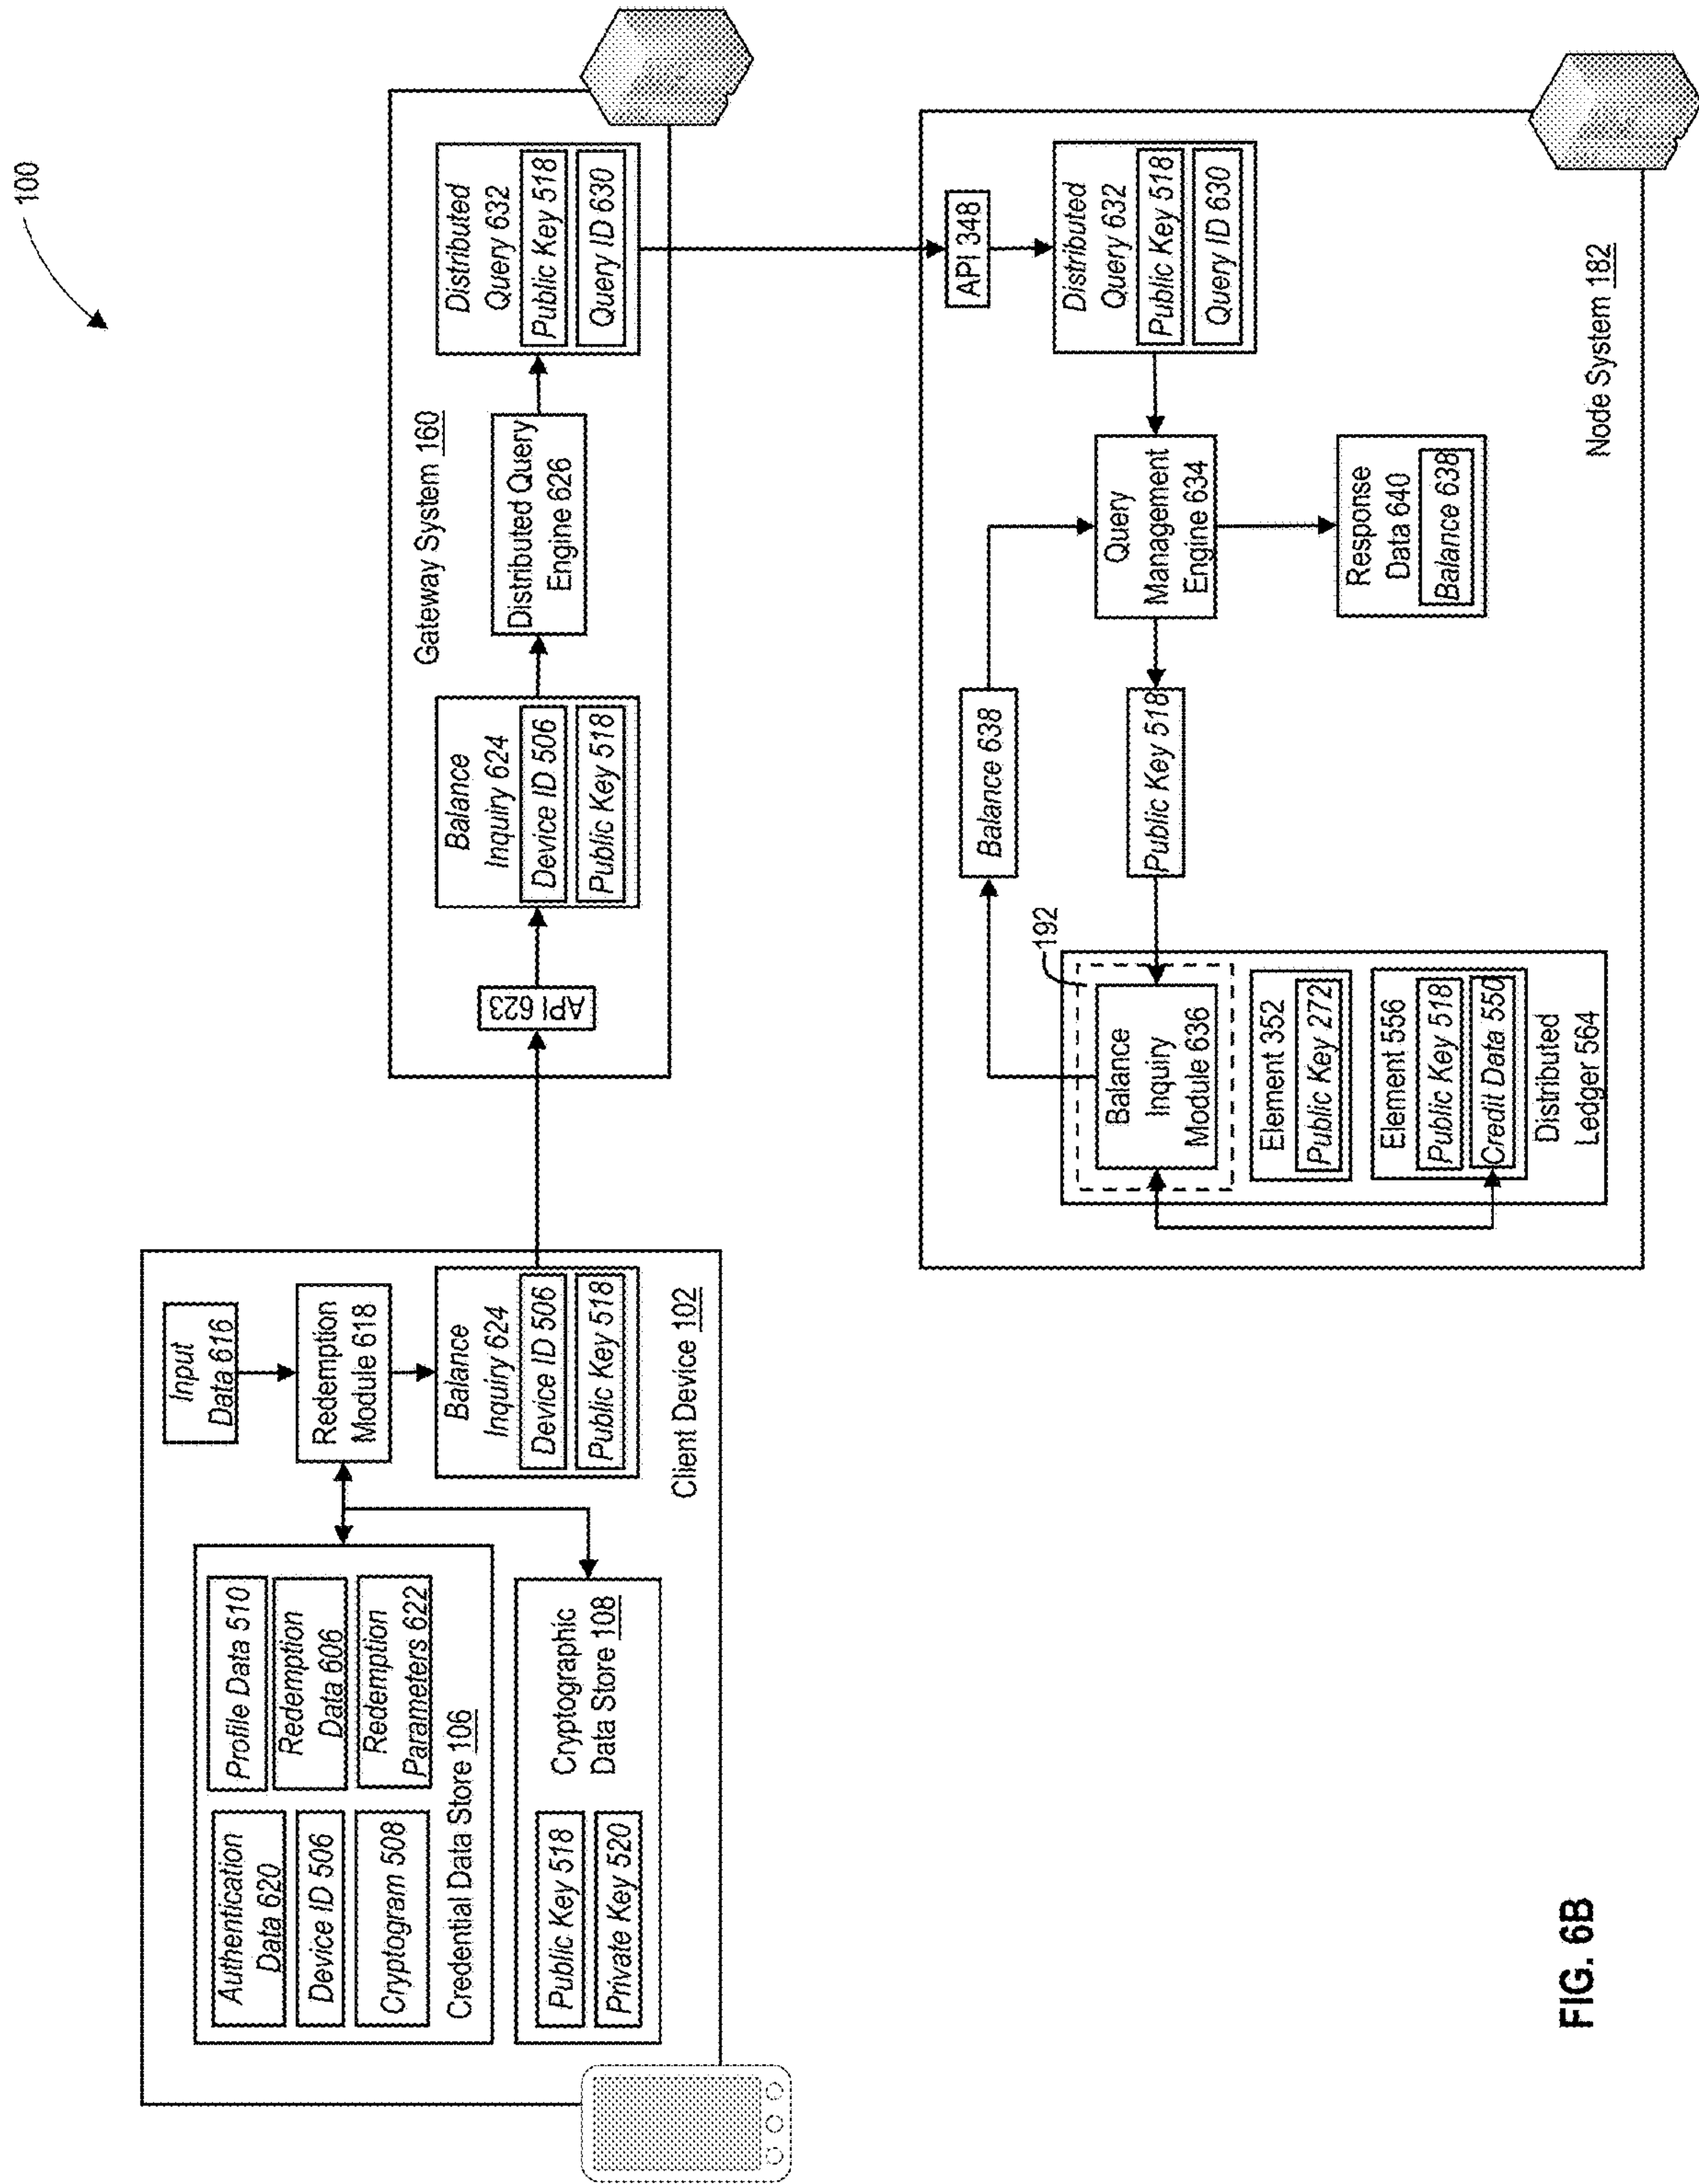 100
Client Device 102
Input
Data 616
Redemption
Module 618
Balance
Inquiry 624
Device ID 506
Public Key 518
Authentication
Data 620
Device ID 506
Cryptogram 508
Profile Data 510
Redemption
Data 606
Redemption
Parameters 622
Credential Data Store 106
Public Key 518
Private Key 520
Cryptographic
Data Store 108
Gateway System 160
API 623
Balance
Inquiry 624
Device ID 506
Public Key 518
Distributed Query
Engine 626
Distributed
Query 632
Public Key 518
Query ID 630
Node System 182
API 348
Distributed
Query 632
Public Key 518
Query ID 630
Query
Management
Engine 634
Response
Data 640
Balance 638
Balance 638
Public Key 518
192
Balance
Inquiry
Module 636
Element 352
Public Key 272
Element 556
Public Key 518
Credit Data 550
Distributed
Ledger 564
FIG. 6B